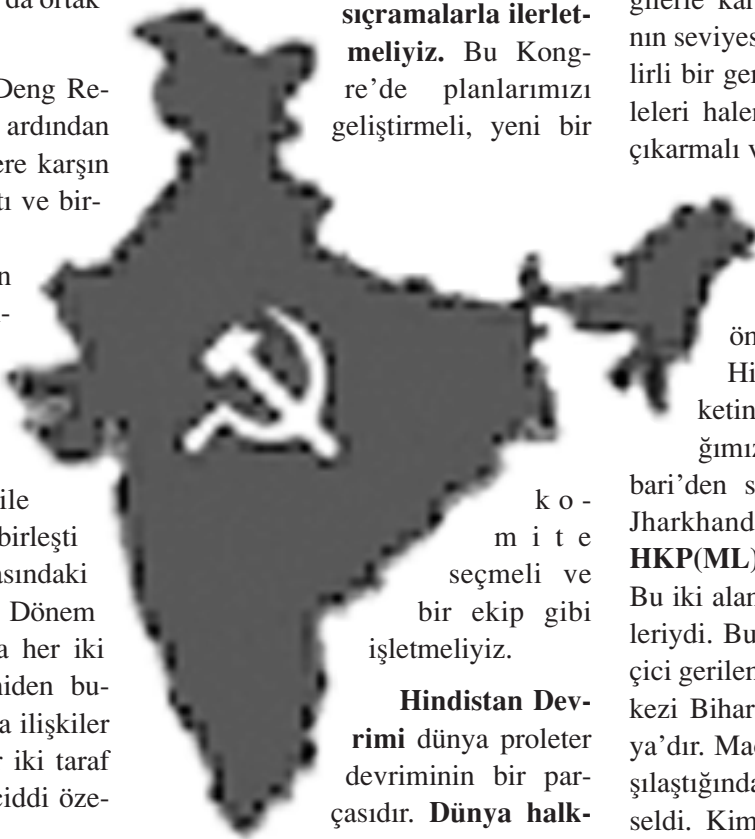 da ortak
Deng Re-
ardından
ere karşın
tı ve bir-
n
-
ile
birleşti
asındaki
Dönem
a her iki
niden bu-
a ilişkiler
r iki taraf
ciddi öze-
sıçramalarla ilerlet-
meliyiz. Bu Kong-
re’de planlarımızı
geliştirmeli, yeni bir
ko-
mite
seçmeli ve
bir ekip gibi
işletmeliyiz.
Hindistan Dev-
rimi dünya proleter
devriminin bir par-
çasıdır. Dünya halk-
gilerle kar
nın seviyes
lirli bir ger
leleri haler
çıkarmalı v
ön
Hi
ketin
ğımız
bari’den s
Jharkhand
HKP(ML)
Bu iki alan
leriydi. Bu
çici gerilen
kezi Bihar
ya’dır. Mao
şılaştığında
seldi. Kim